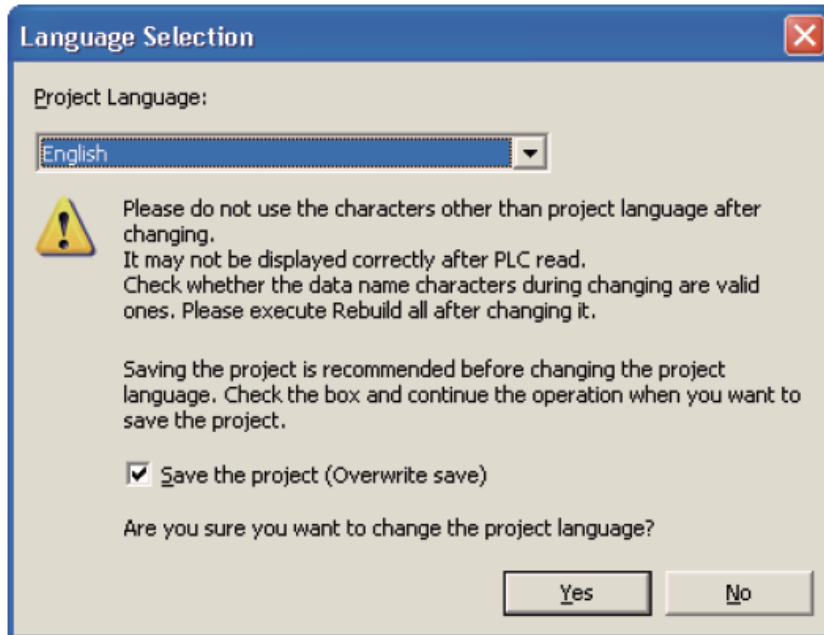 Language Selection
Project Language:
English
Please do not use the characters other than project language after
changing.
It may not be displayed correctly after PLC read.
Check whether the data name characters during changing are valid
ones. Please execute Rebuild all after changing it.
Saving the project is recommended before changing the project
language. Check the box and continue the operation when you want to
save the project.
Save the project (Overwrite save)
Are you sure you want to change the project language?
Yes
No